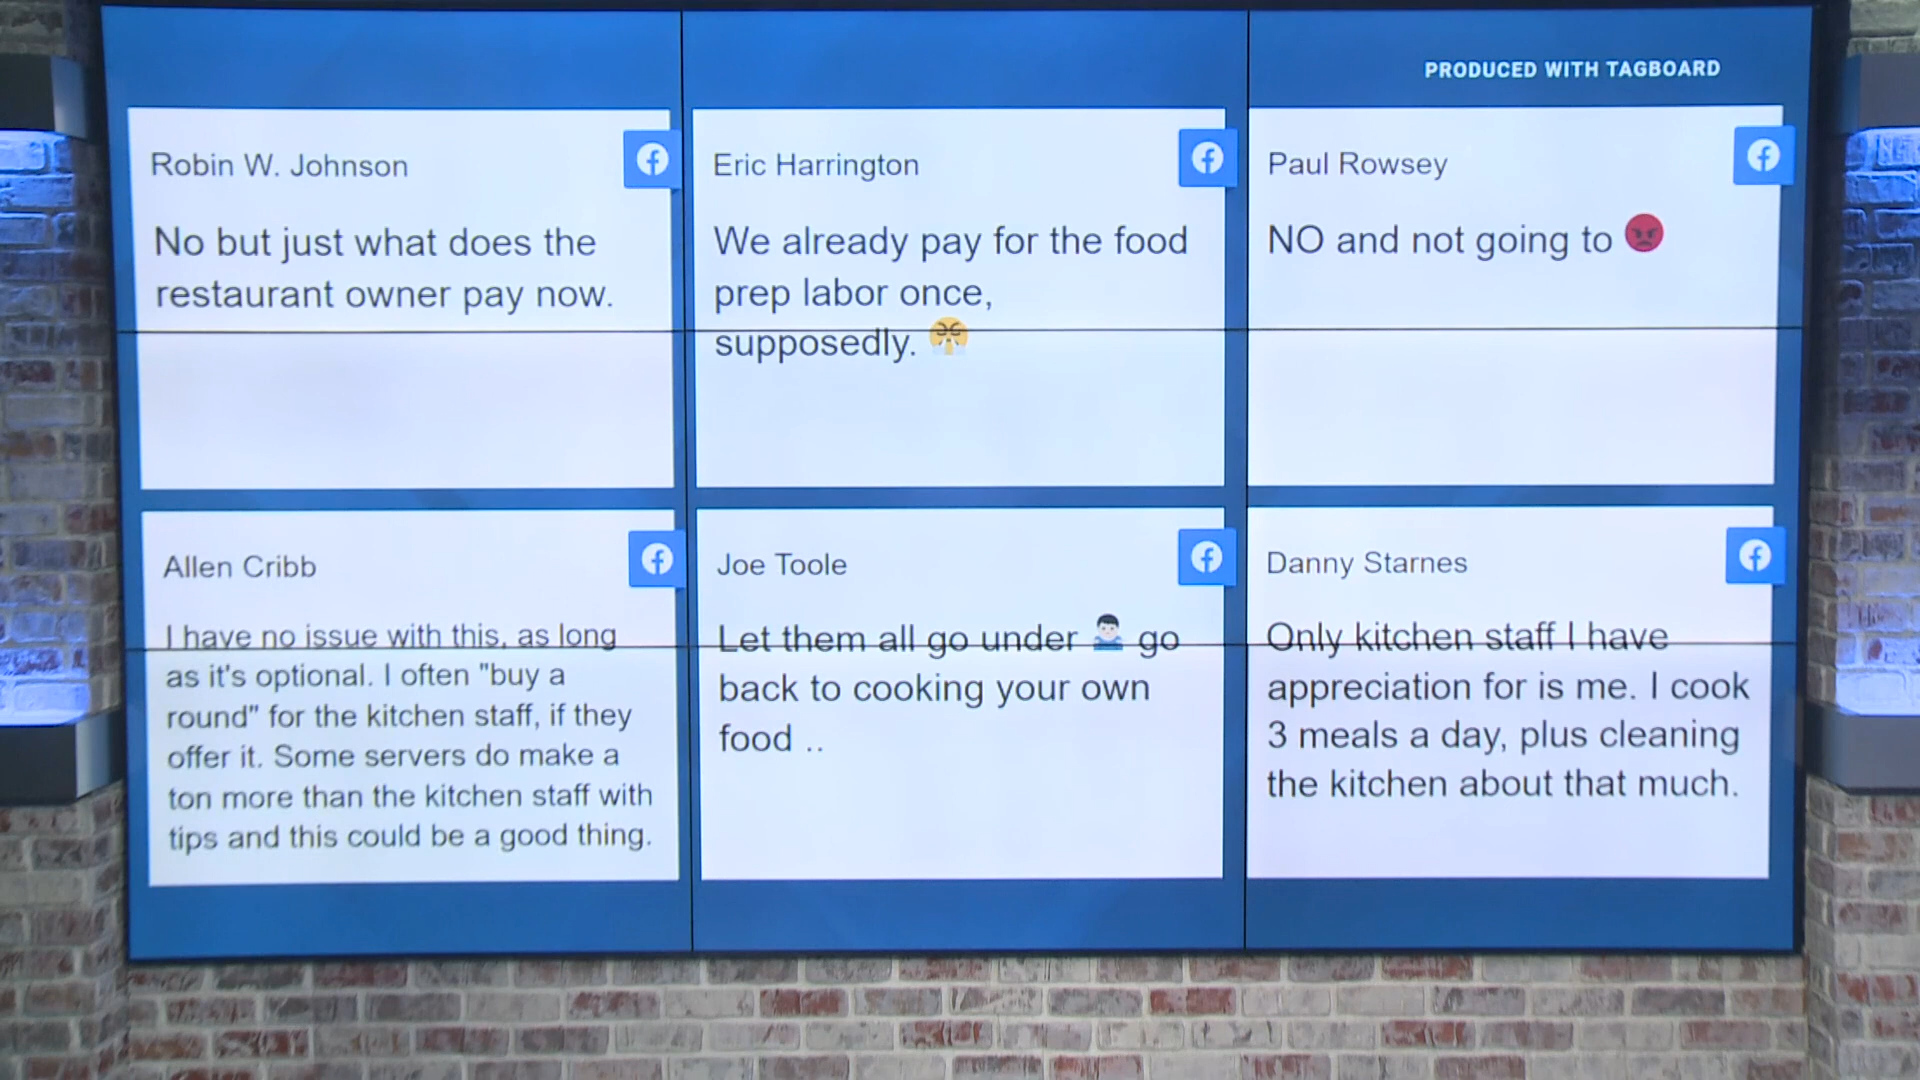 PRODUCED WITH TAGBOARD
Robin W. Johnson
No but just what does the
restaurant owner pay now.
Eric Harrington
We already pay for the food
prep labor once,
supposedly. 😤
Paul Rowsey
NO and not going to 😡
Allen Cribb
I have no issue with this, as long
as it's optional. I often "buy a
round" for the kitchen staff, if they
offer it. Some servers do make a
ton more than the kitchen staff with
tips and this could be a good thing.
Joe Toole
Let them all go under 🤷🏻‍♂️ go
back to cooking your own
food ..
Danny Starnes
Only kitchen staff I have
appreciation for is me. I cook
3 meals a day, plus cleaning
the kitchen about that much.